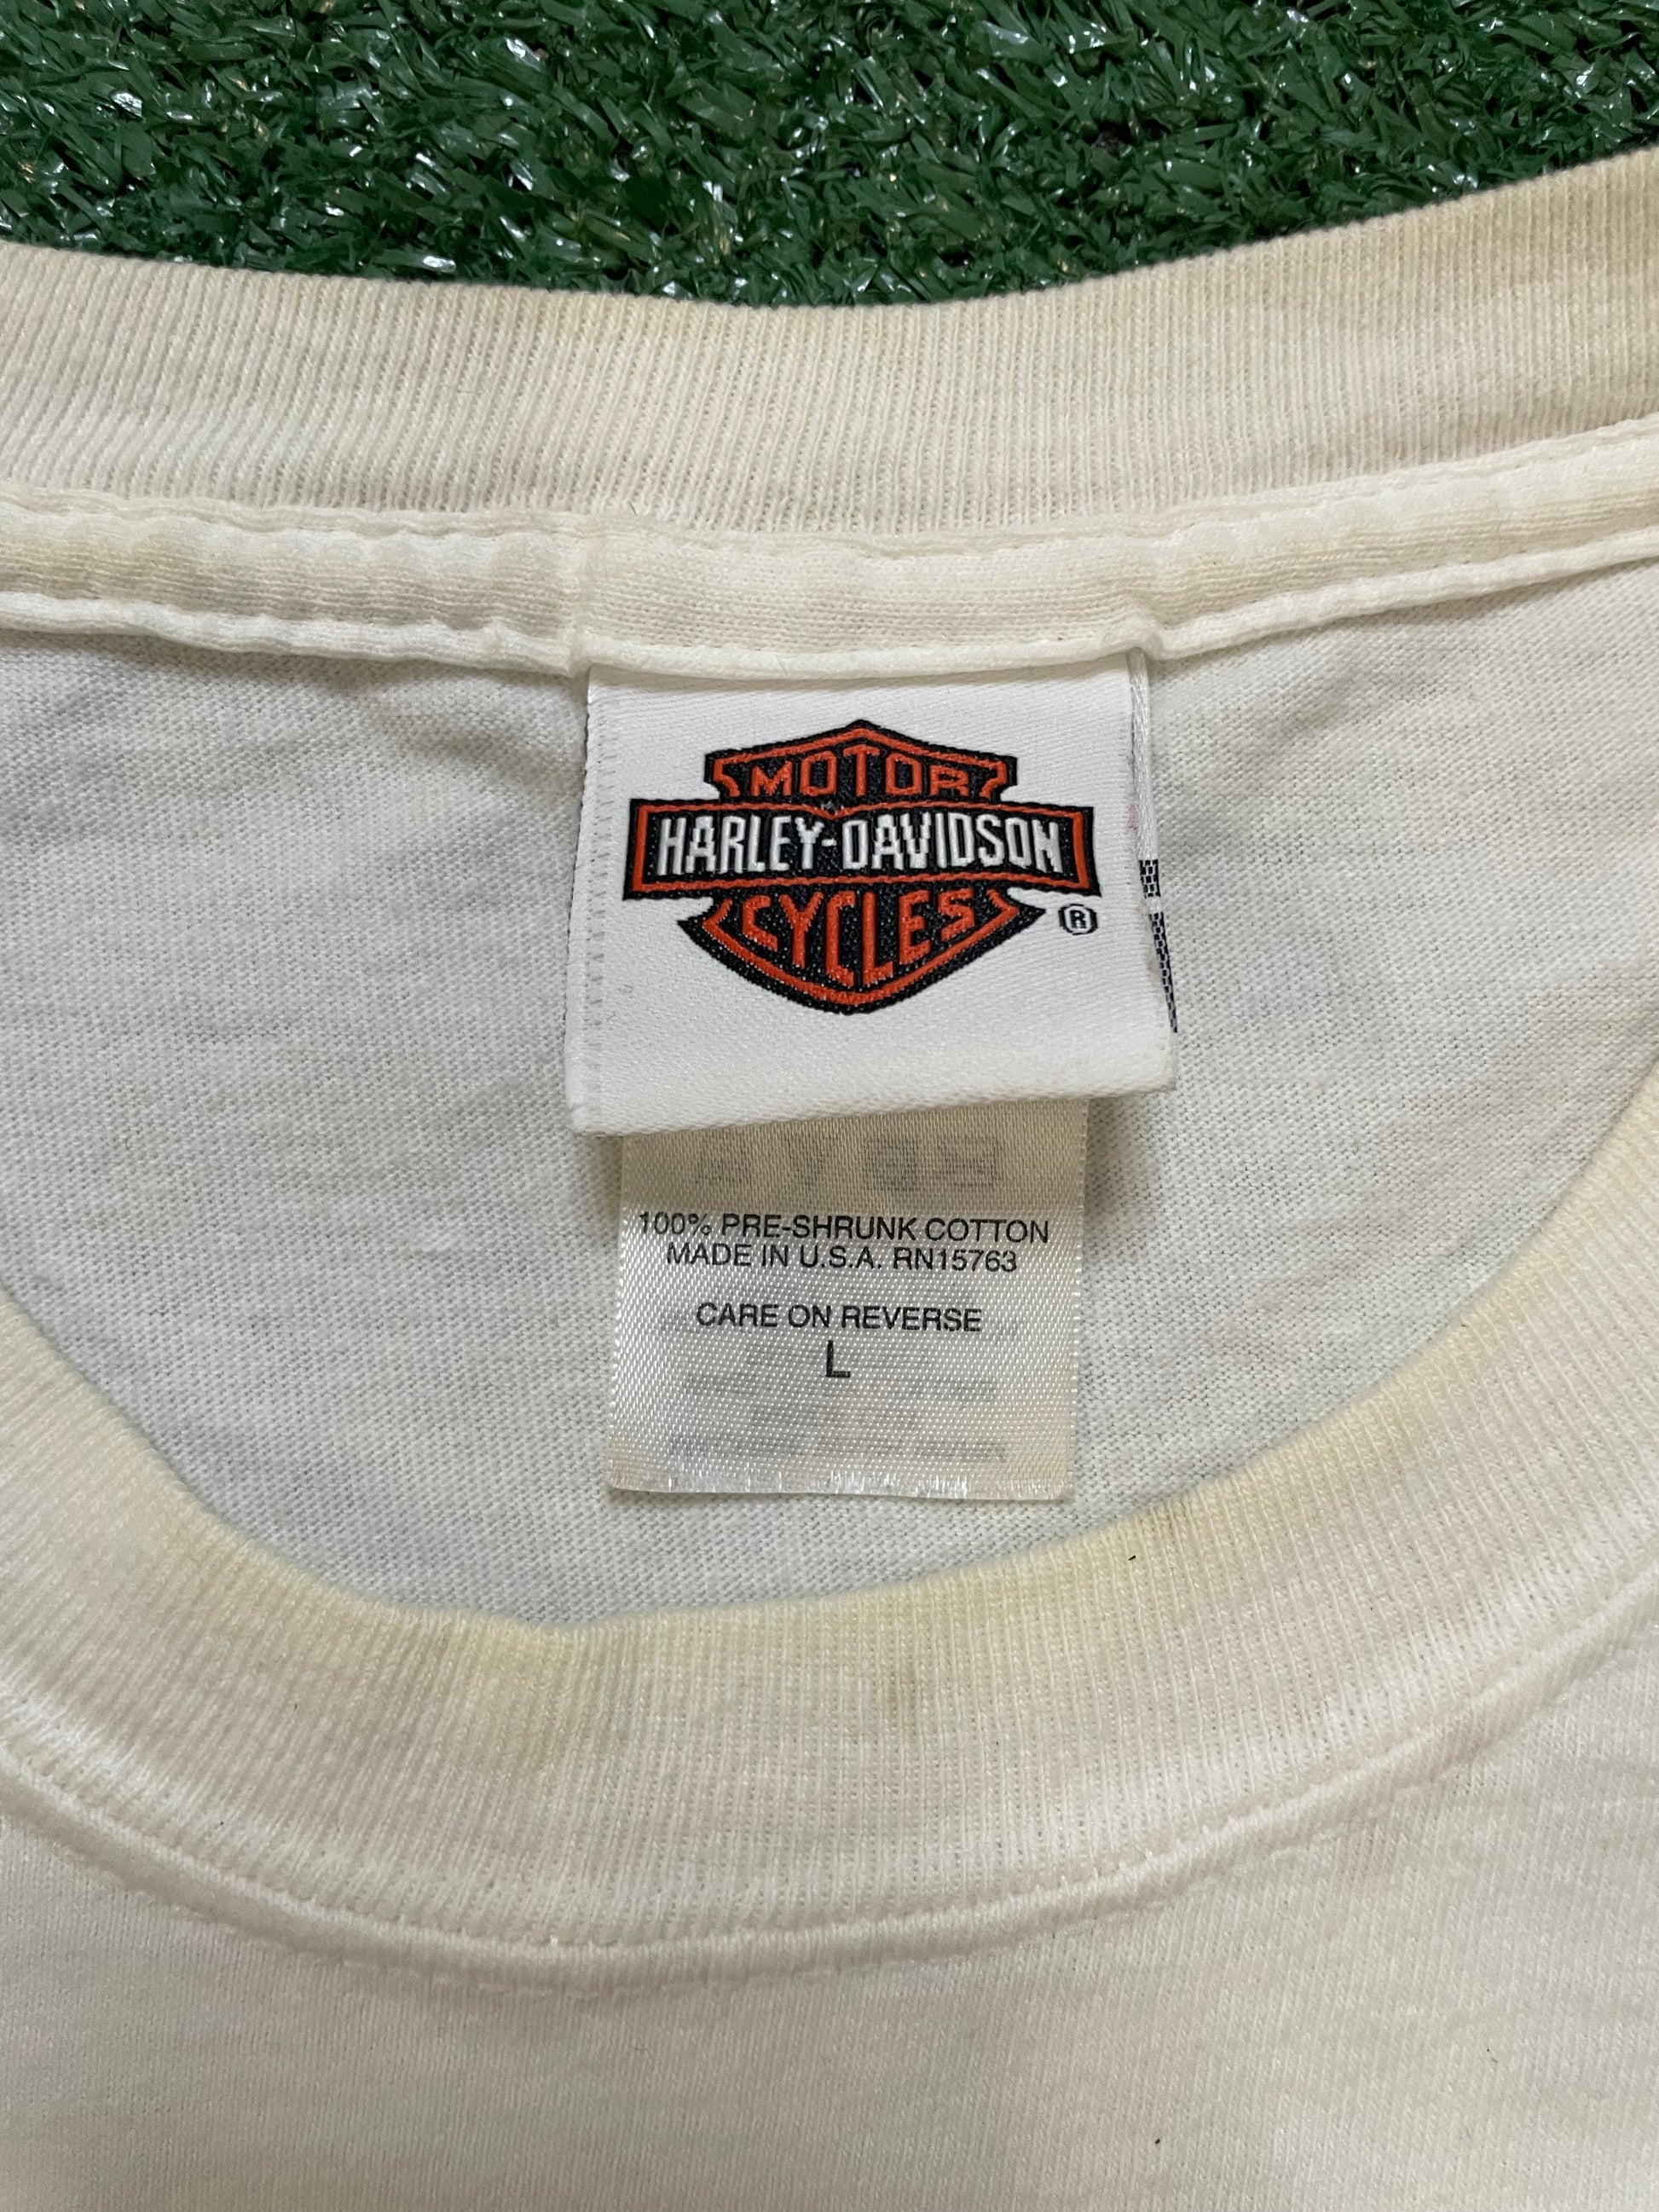 MOTOR
HARLEY-DAVIDSON
CYCLES
®
100% PRE-SHRUNK COTTON
MADE IN U.S.A. RN15763
CARE ON REVERSE
L